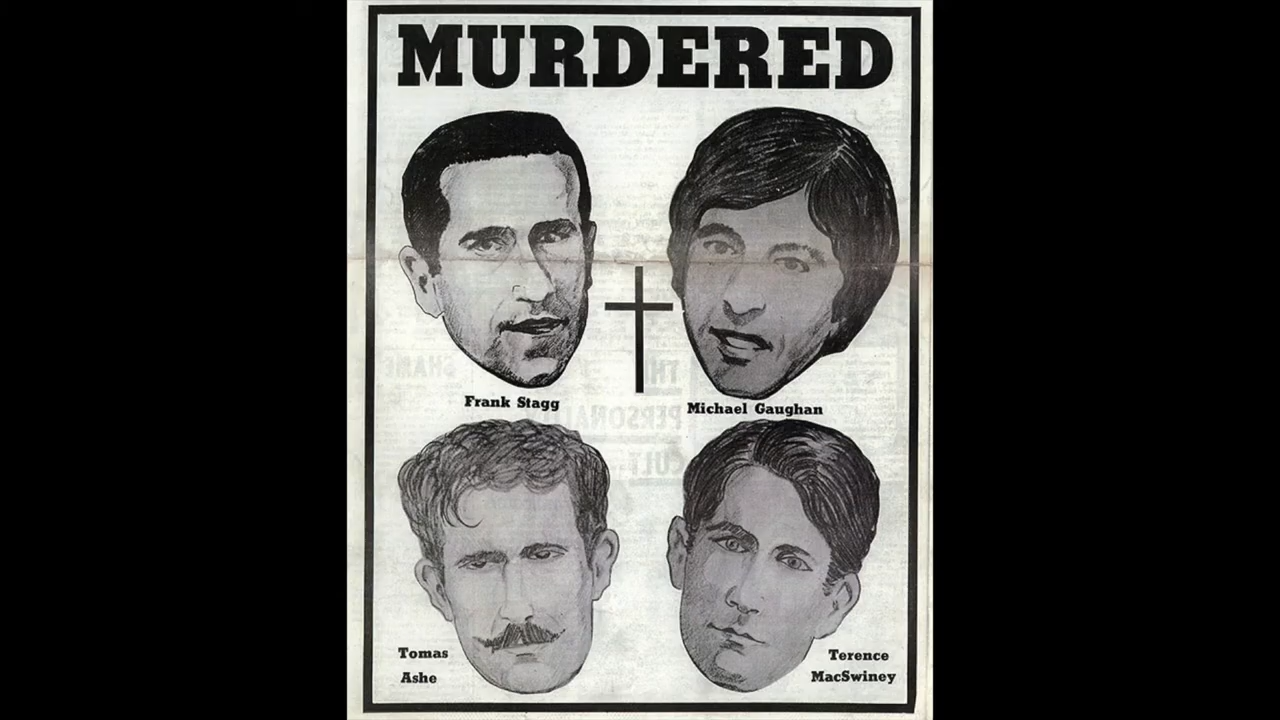 MURDERED
Frank Stagg
Michael Gaughan
Tomas
Ashe
Terence
MacSwiney